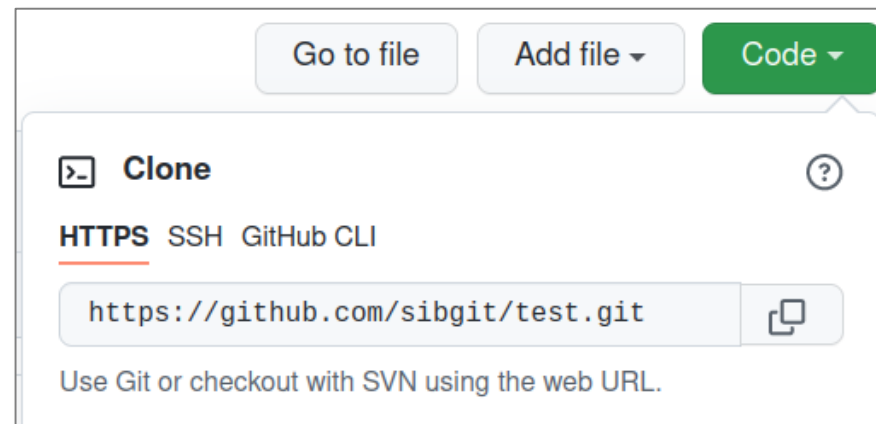 Go to file Add file Code
Clone
HTTPS SSH GitHub CLI
https://github.com/sibgit/test.git
Use Git or checkout with SVN using the web URL.